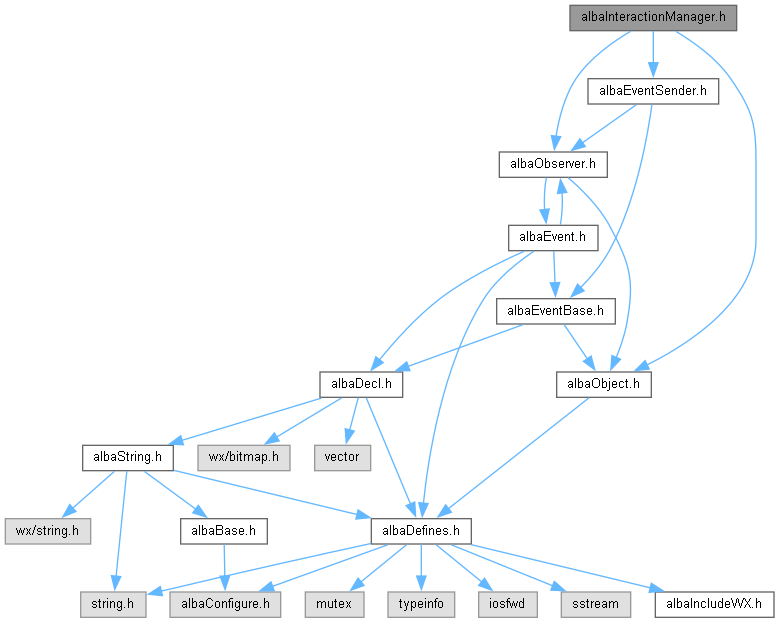 albaInteractionManager.h
albaEventSender.h
albaObserver.h
albaEvent.h
albaEventBase.h
albaDecl.h
albaObject.h
albaString.h
wx/bitmap.h
vector
wx/string.h
albaBase.h
albaDefines.h
string.h
albaConfigure.h
mutex
typeinfo
iosfwd
sstream
albaIncludeWX.h